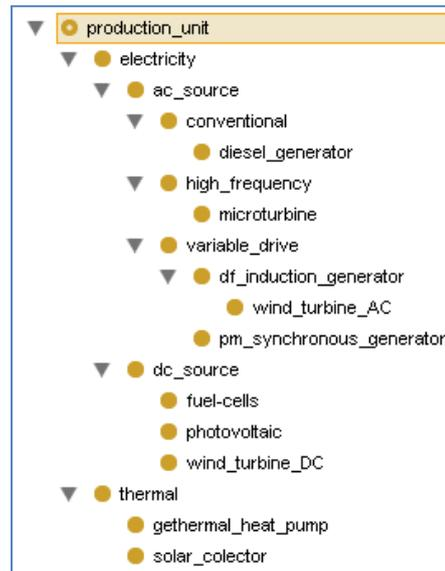 production_unit
electricity
ac_source
conventional
diesel_generator
high_frequency
microturbine
variable_drive
df_induction_generator
wind_turbine_AC
pm_synchronous_generator
dc_source
fuel-cells
photovoltaic
wind_turbine_DC
thermal
gethermal_heat_pump
solar_colector